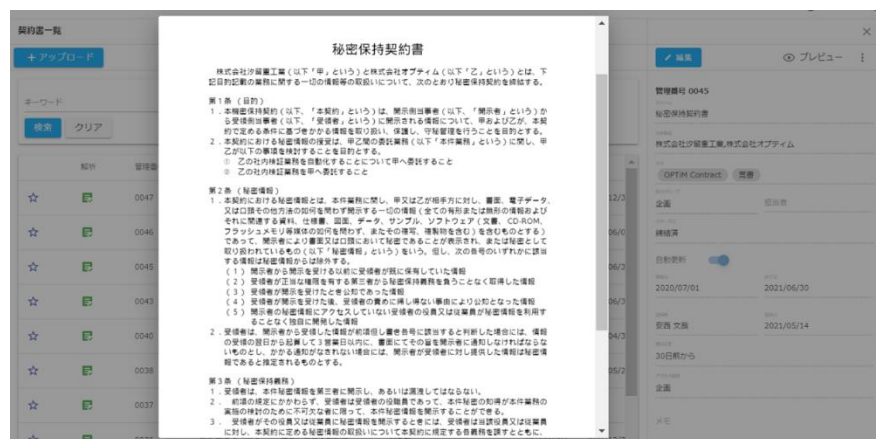 契約書一覧
×
＋アップロード
キーワード
検索
クリア
解析
管理番
0047
0046
0045
0043
0040
0038
0037
秘密保持契約書
株式会社汐留重工業（以下「甲」という）と株式会社オプティム（以下「乙」という）とは、下
記目的記載の業務に関する一切の情報等の取扱いについて、次のとおり秘密保持契約を締結する。
第１条 （目的）
１．本機密保持契約（以下、「本契約」という）は、開示側当事者（以下、「開示者」という）か
ら受領側当事者（以下、「受領者」という）に開示される情報について、甲および乙が、本契
約で定める条件に基づきかかる情報を取り扱い、保護し、守秘管理を行うことを目的とする。
２．本契約における秘密情報の授受は、甲乙間の委託業務（以下「本件業務」という）に関し、甲
乙が以下の事項を検討することを目的とする。
① 乙の社内検証業務を自動化することについて甲へ委託すること
② 乙の社内検証業務を甲へ委託すること
第２条 （秘密情報）
１．本契約における秘密情報とは、本件業務に関し、甲又は乙が相手方に対し、書面、電子データ、
又は口頭その他方法の如何を問わず開示する一切の情報（全ての有形または無形の情報および
それに関連する資料、仕様書、図面、データ、サンプル、ソフトウェア（文書、CD-ROM、
フラッシュメモリ等媒体の如何を問わず、またその複写、複製物を含む）を含むものとする）
であって、開示者により書面又は口頭において秘密であることが表示され、または秘密として
取り扱われているもの（以下「秘密情報」という）をいう。但し、次の各号のいずれかに該当
する情報は秘密情報からは除外する。
（１） 開示者から開示を受ける以前に受領者が既に保有していた情報
（２） 受領者が正当な権限を有する第三者から秘密保持義務を負うことなく取得した情報
（３） 受領者が開示を受けたとき公知であった情報
（４） 受領者が開示を受けた後、受領者の責めに帰し得ない事由により公知となった情報
（５） 開示者の秘密情報にアクセスしていない受領者の役員又は従業員が秘密情報を利用す
ることなく独自に開発した情報
２．受領者は、開示者から受領した情報が前項但し書き各号に該当すると判断した場合には、情報
の受領の翌日から起算して３営業日以内に、書面にてその旨を開示者に通知しなければならな
いものとし、かかる通知がなされない場合には、開示者が受領者に対し提供した情報は秘密情
報であると推定されるものとする。
第３条 （秘密保持義務）
１．受領者は、本件秘密情報を第三者に開示し、あるいは漏洩してはならない。
２． 前項の規定にかかわらず、受領者は受領者の役職員であって、本件秘密の知得が本件業務の
実施の検討のために不可欠な者に限って、本件秘密情報を開示することができる。
３． 受領者がその役員又は従業員に秘密情報を開示するときには、受領者は当該役員又は従業員
に対し、本契約に定める秘密情報の取扱いについて本契約に規定する各義務を課すとともに、
12/3
06/0
06/3
06/3
04/3
05/2
編集
プレビュー
管理番号 0045
秘密保持契約書
株式会社汐留重工業,株式会社オプティム
OPTiM Contract
覚書
企画
担当者
締結済
自動更新
2020/07/01
2021/06/30
安西 文哉
2021/05/14
30日前から
企画
メモ